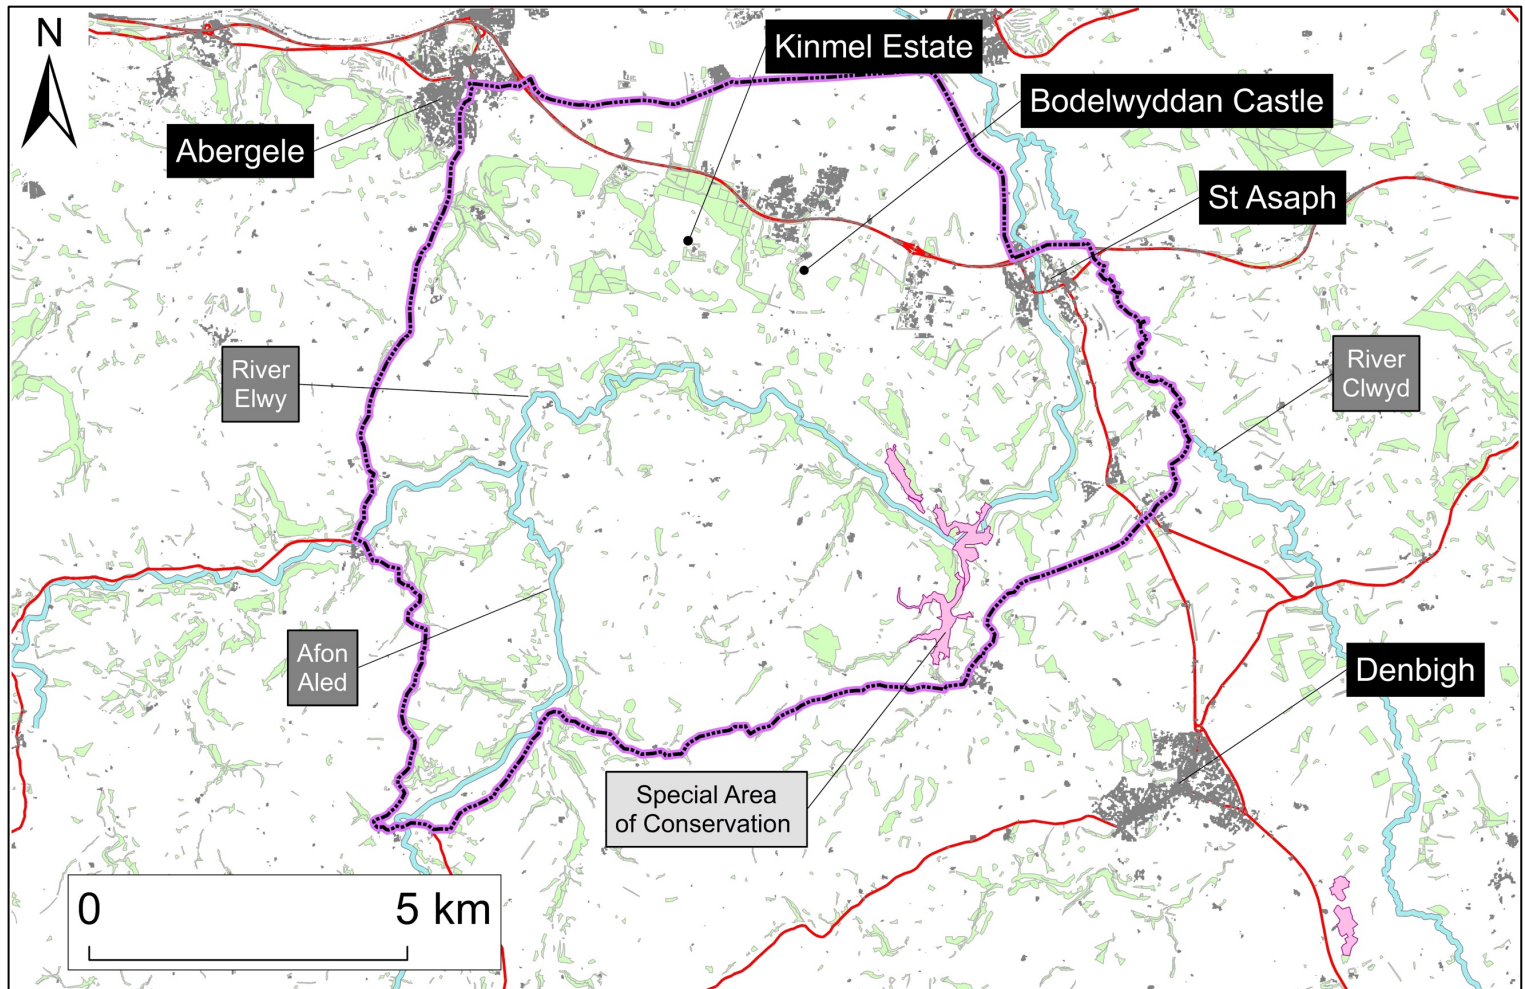 N
Kinmel Estate
Bodelwyddan Castle
Abergele
St Asaph
River
Elwy
River
Clwyd
Afon
Aled
Denbigh
Special Area
of Conservation
0 5 km